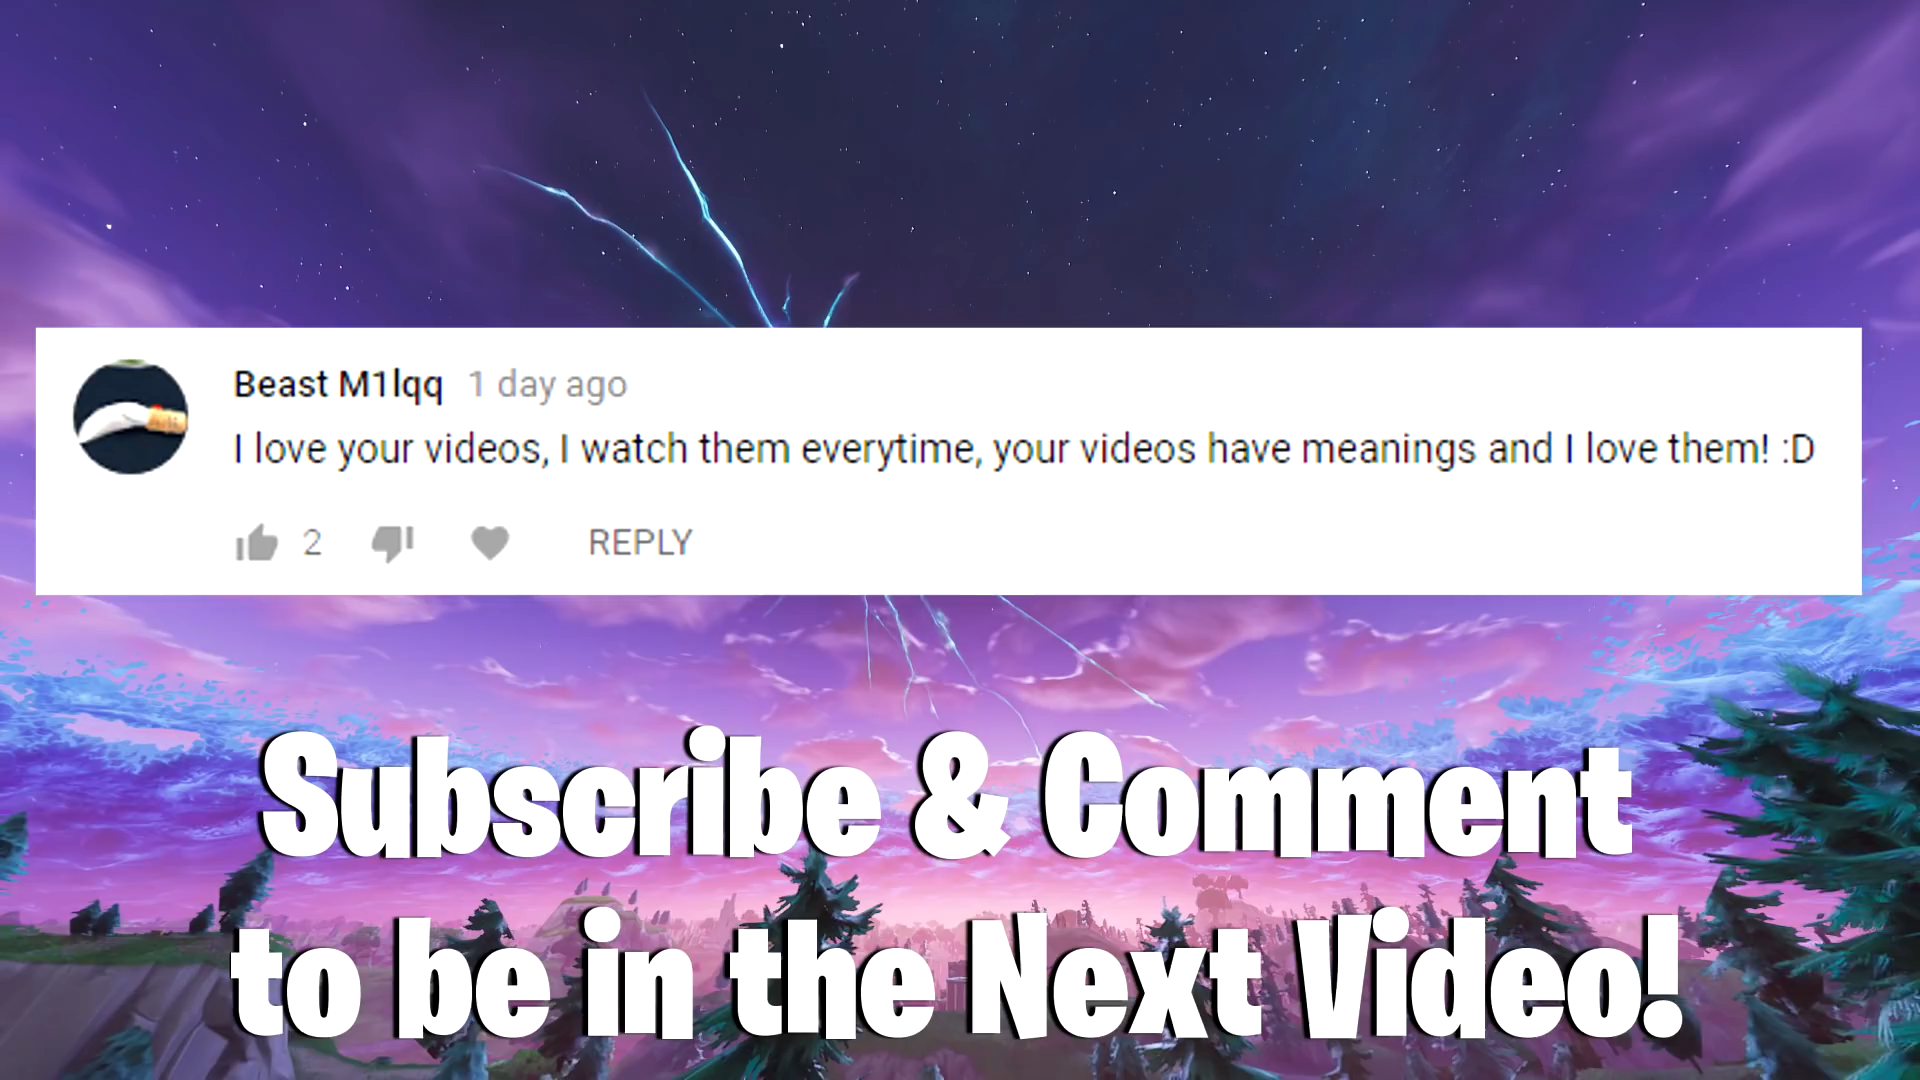 Beast M1lqq 1 day ago
I love your videos, I watch them everytime, your videos have meanings and I love them! :D
2 REPLY
Subscribe & Comment
to be in the Next Video!